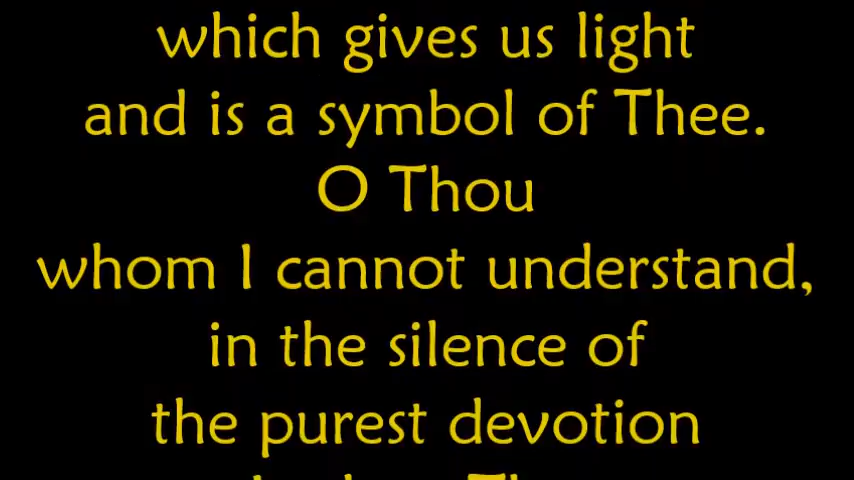 which gives us light
and is a symbol of Thee.
O Thou
whom I cannot understand,
in the silence of
the purest devotion